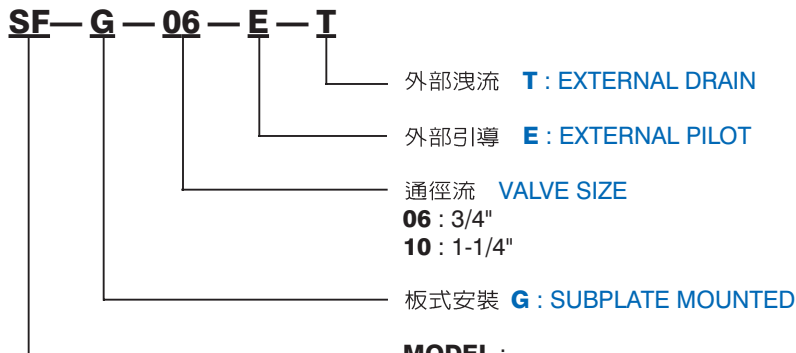 SF— G — 06 — E — T
外部洩流 T : EXTERNAL DRAIN
外部引導 E : EXTERNAL PILOT
通徑流 VALVE SIZE
06 : 3/4"
10 : 1-1/4"
板式安裝 G : SUBPLATE MOUNTED
MODEL :